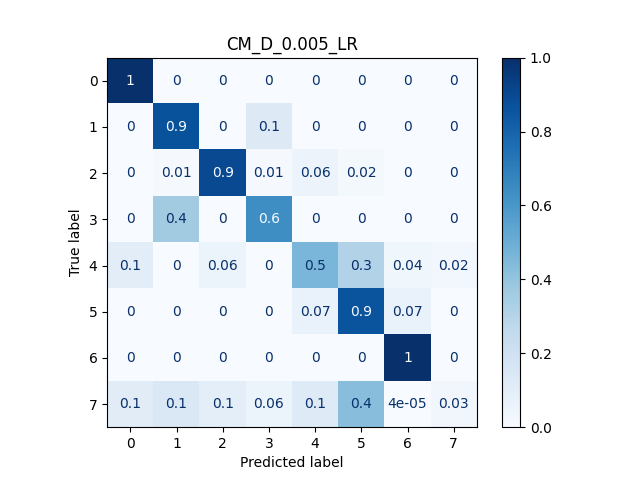 CM_D_0.005_LR
0 1 0 0 0 0 0 0 0
1 0 0.9 0 0.1 0 0 0 0
2 0 0.01 0.9 0.01 0.06 0.02 0 0
3 0 0.4 0 0.6 0 0 0 0
4 0.1 0 0.06 0 0.5 0.3 0.04 0.02
5 0 0 0 0 0.07 0.9 0.07 0
6 0 0 0 0 0 0 1 0
7 0.1 0.1 0.1 0.06 0.1 0.4 4e-05 0.03
0 1 2 3 4 5 6 7
Predicted label
True label
1.0
0.8
0.6
0.4
0.2
0.0